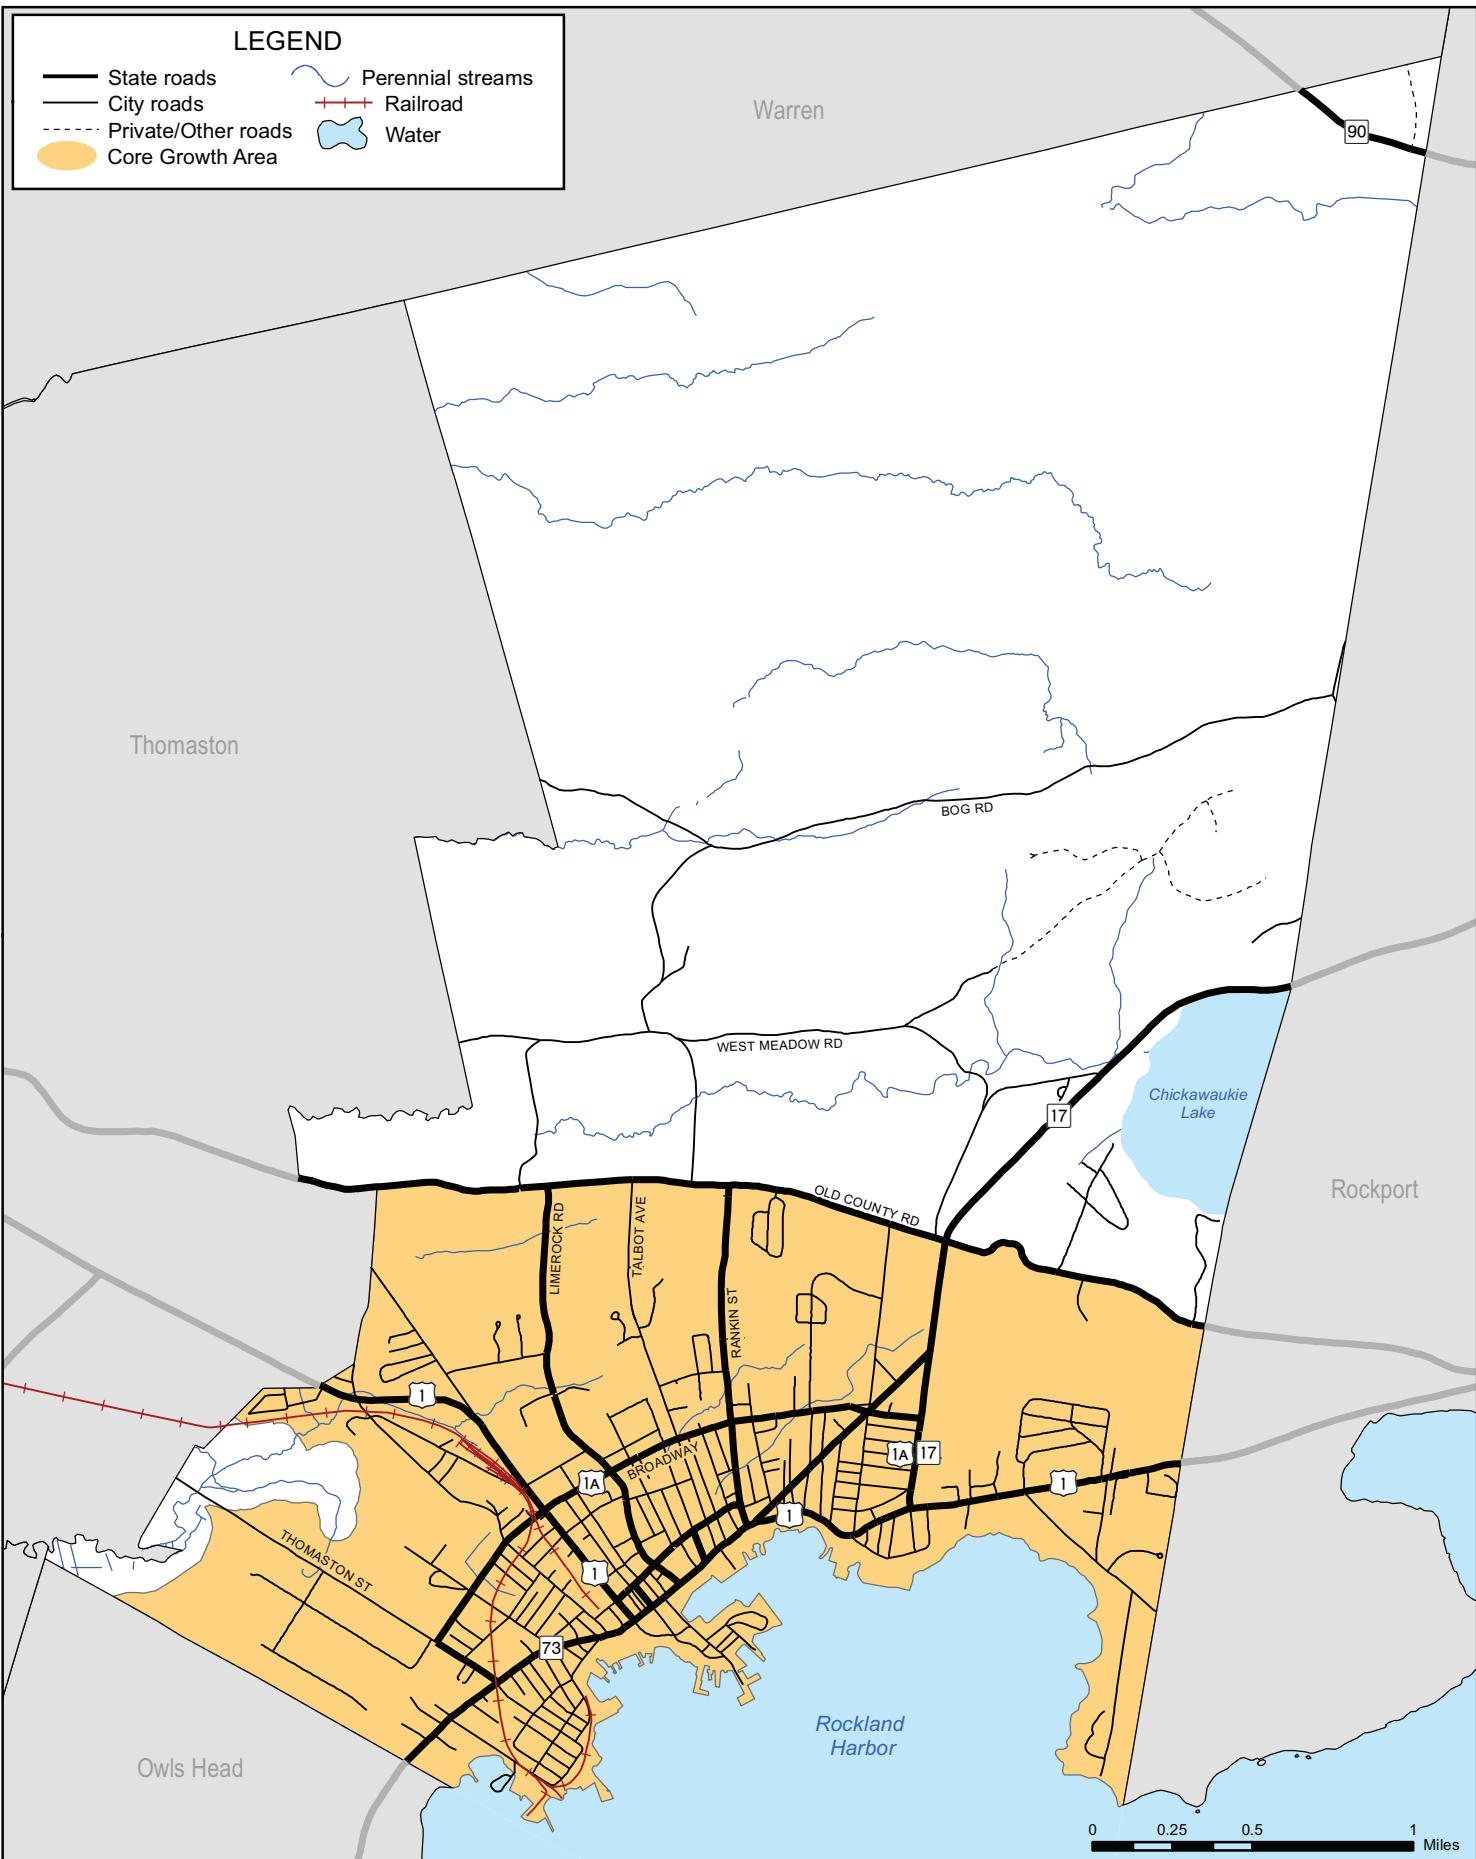 LEGEND
State roads
City roads
Private/Other roads
Core Growth Area
Perennial streams
Railroad
Water
Warren
90
Thomaston
BOG RD
WEST MEADOW RD
Chickawaukie
Lake
17
Rockport
OLD COUNTY RD
LIMEROCK RD
TALBOT AVE
RANKIN ST
1
BROADWAY
1A
1A
17
1
1
THOMASTON ST
1
73
Rockland
Harbor
Owls Head
0
0.25
0.5
1
Miles